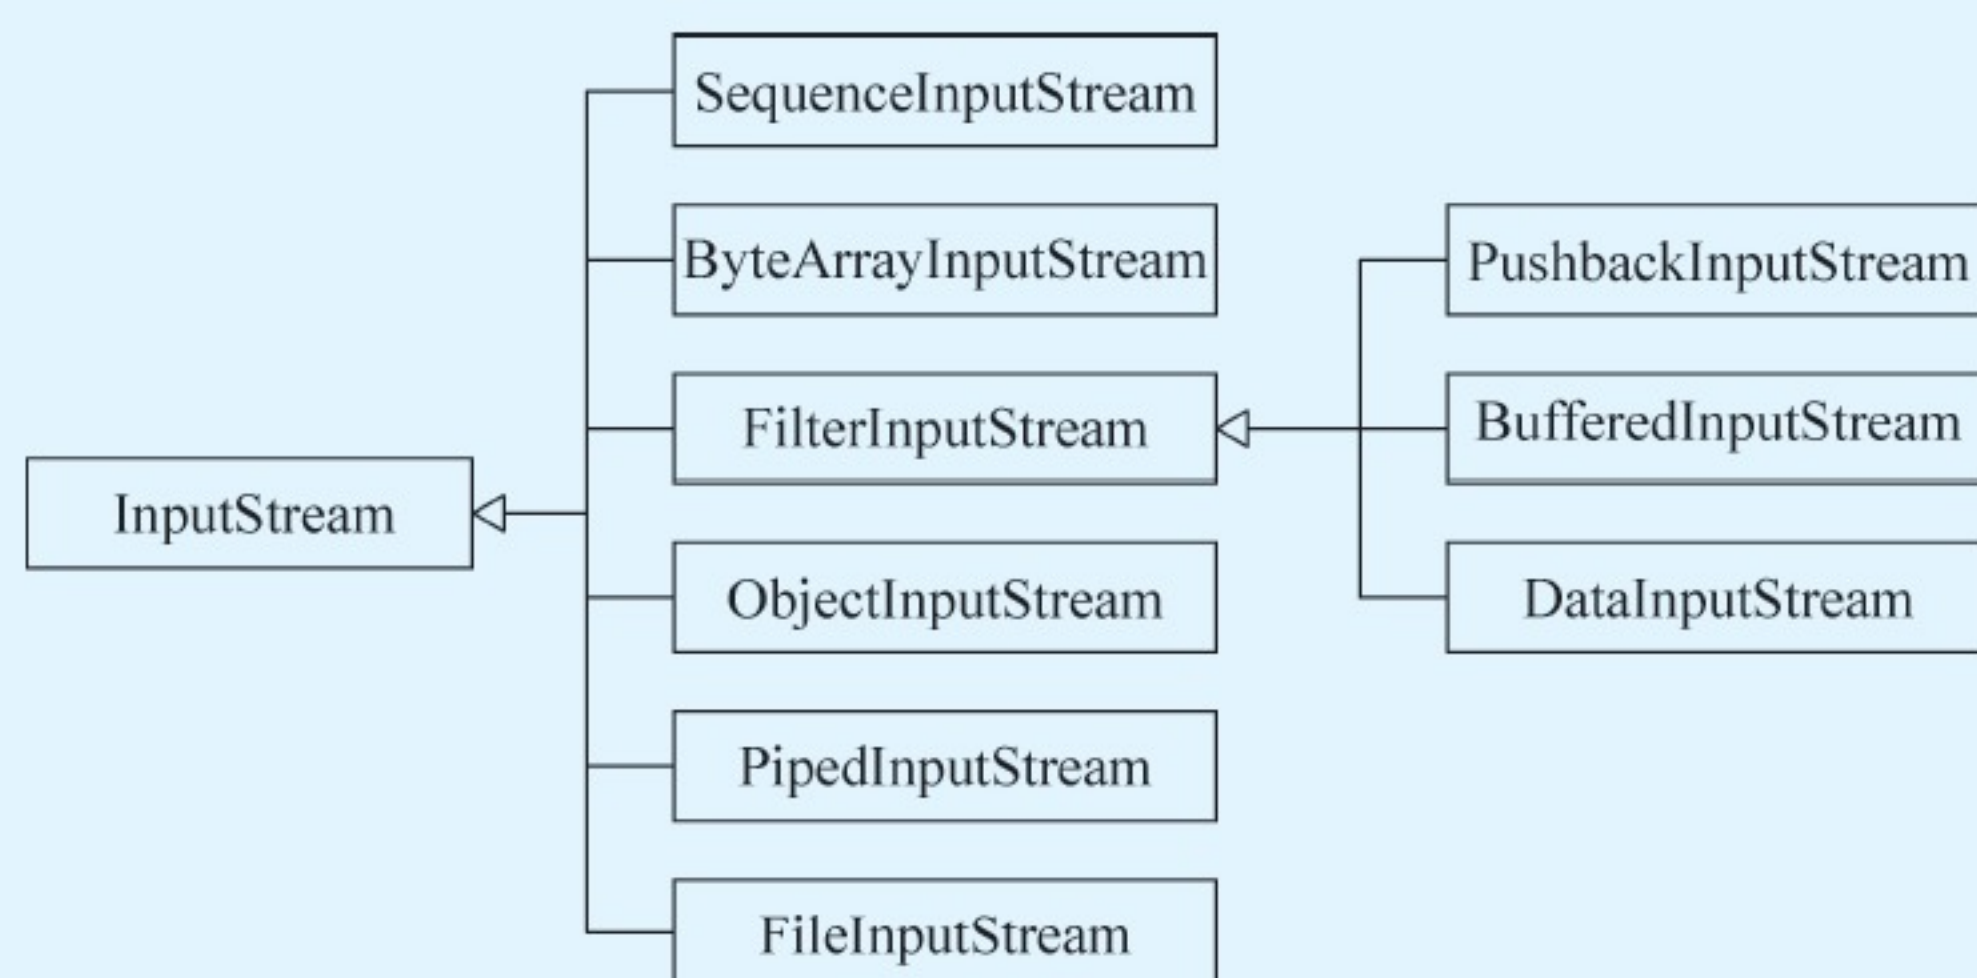 SequenceInputStream
ByteArrayInputStream
PushbackInputStream
FilterInputStream
BufferedInputStream
InputStream
ObjectInputStream
DataInputStream
PipedInputStream
FileInputStream